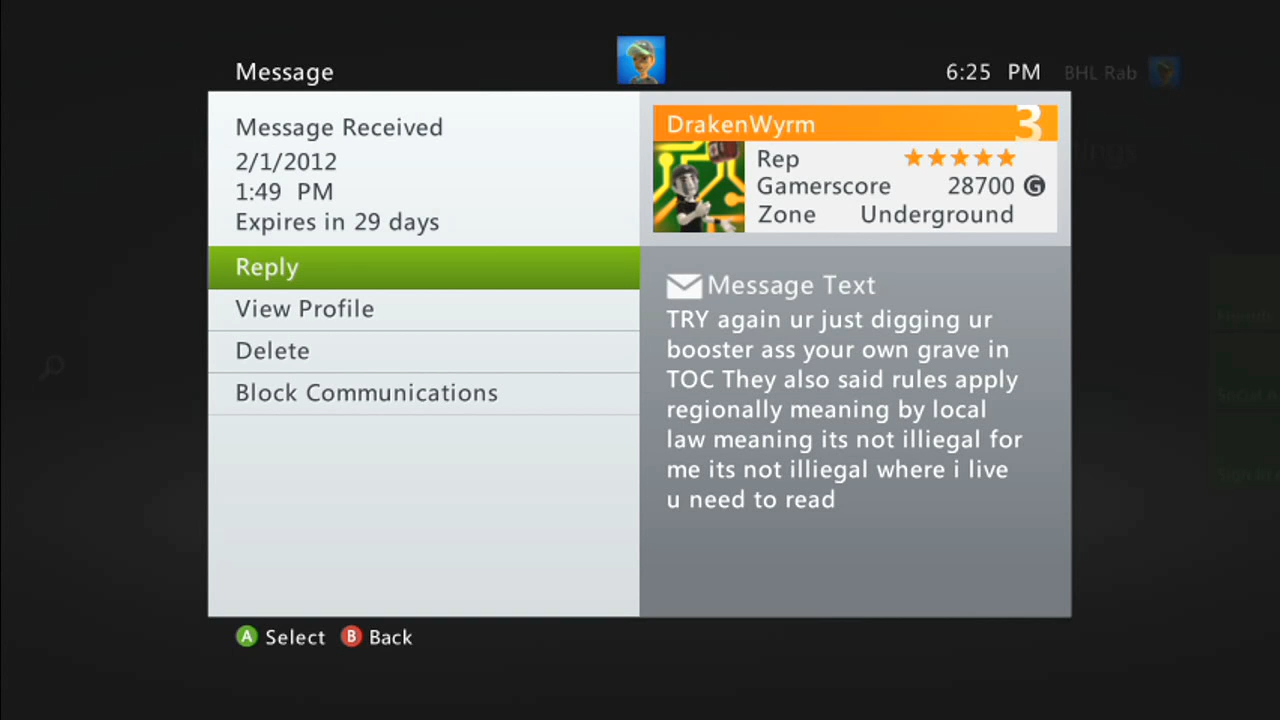 Message
6:25 PM
BHL Rab
Message Received
2/1/2012
1:49 PM
Expires in 29 days
Reply
View Profile
Delete
Block Communications
DrakenWyrm
3
Rep
Gamerscore 28700 G
Zone Underground
Message Text
TRY again ur just digging ur
booster ass your own grave in
TOC They also said rules apply
regionally meaning by local
law meaning its not illiegal for
me its not illiegal where i live
u need to read
A Select B Back